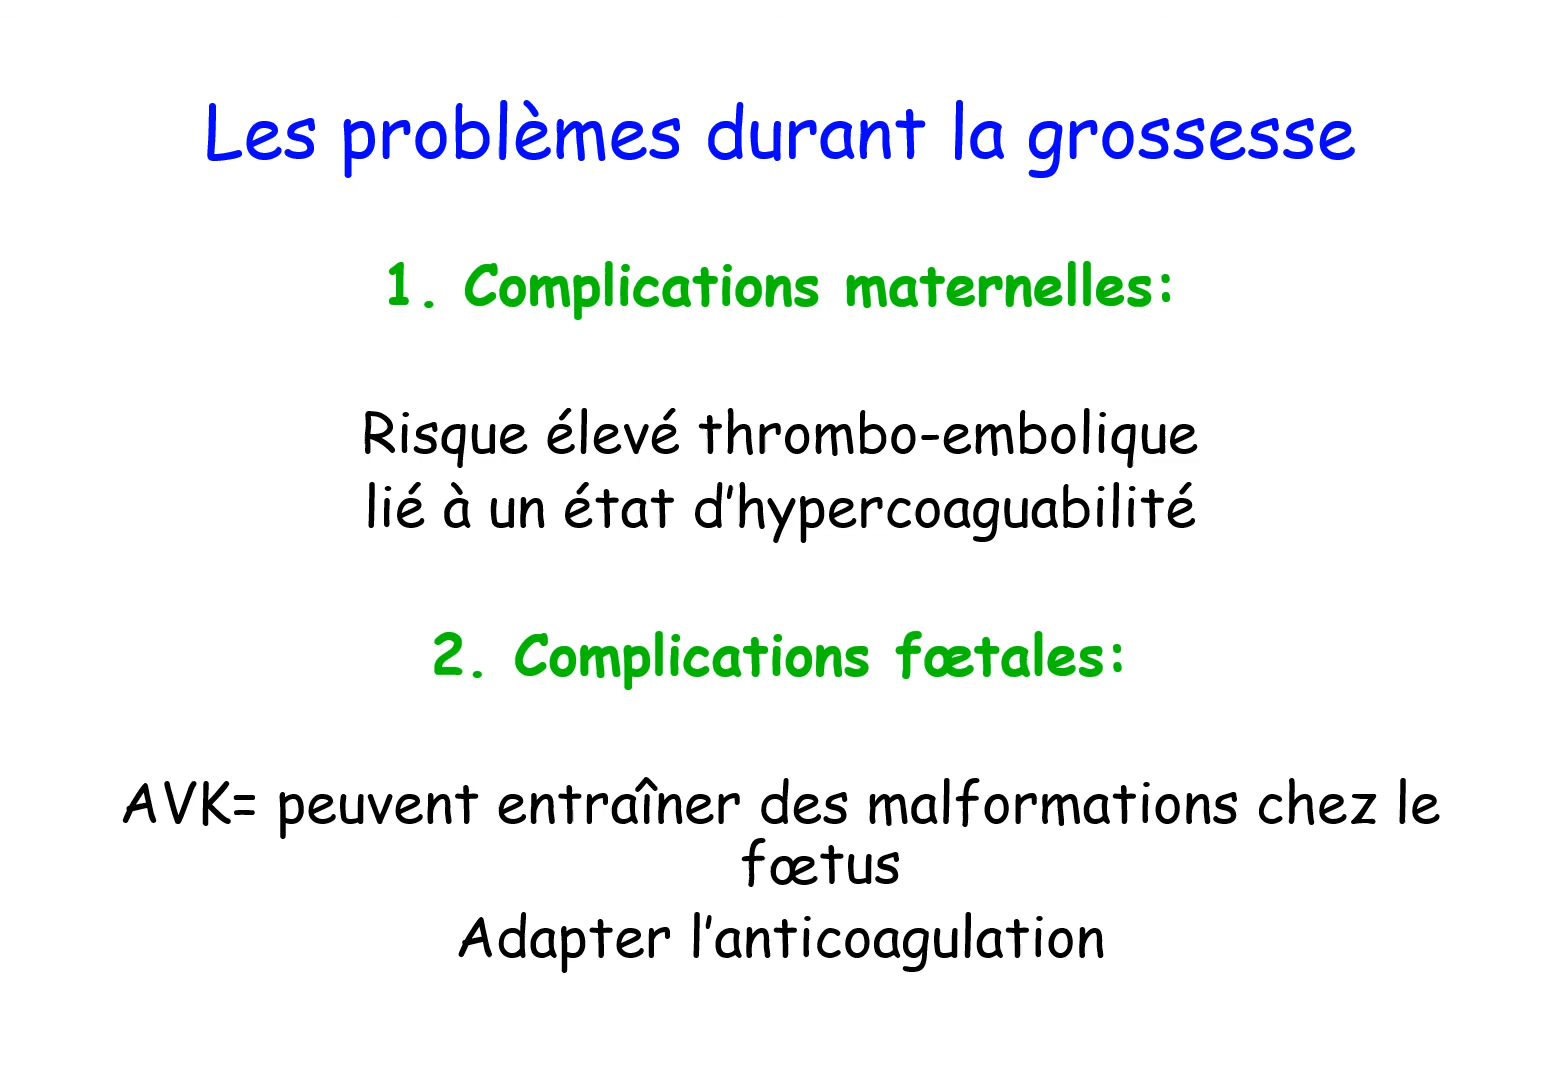 Les problèmes durant la grossesse
1. Complications maternelles:
Risque élevé thrombo-embolique
lié à un état d’hypercoaguabilité
2. Complications fœtales:
AVK= peuvent entraîner des malformations chez le
fœtus
Adapter l’anticoagulation